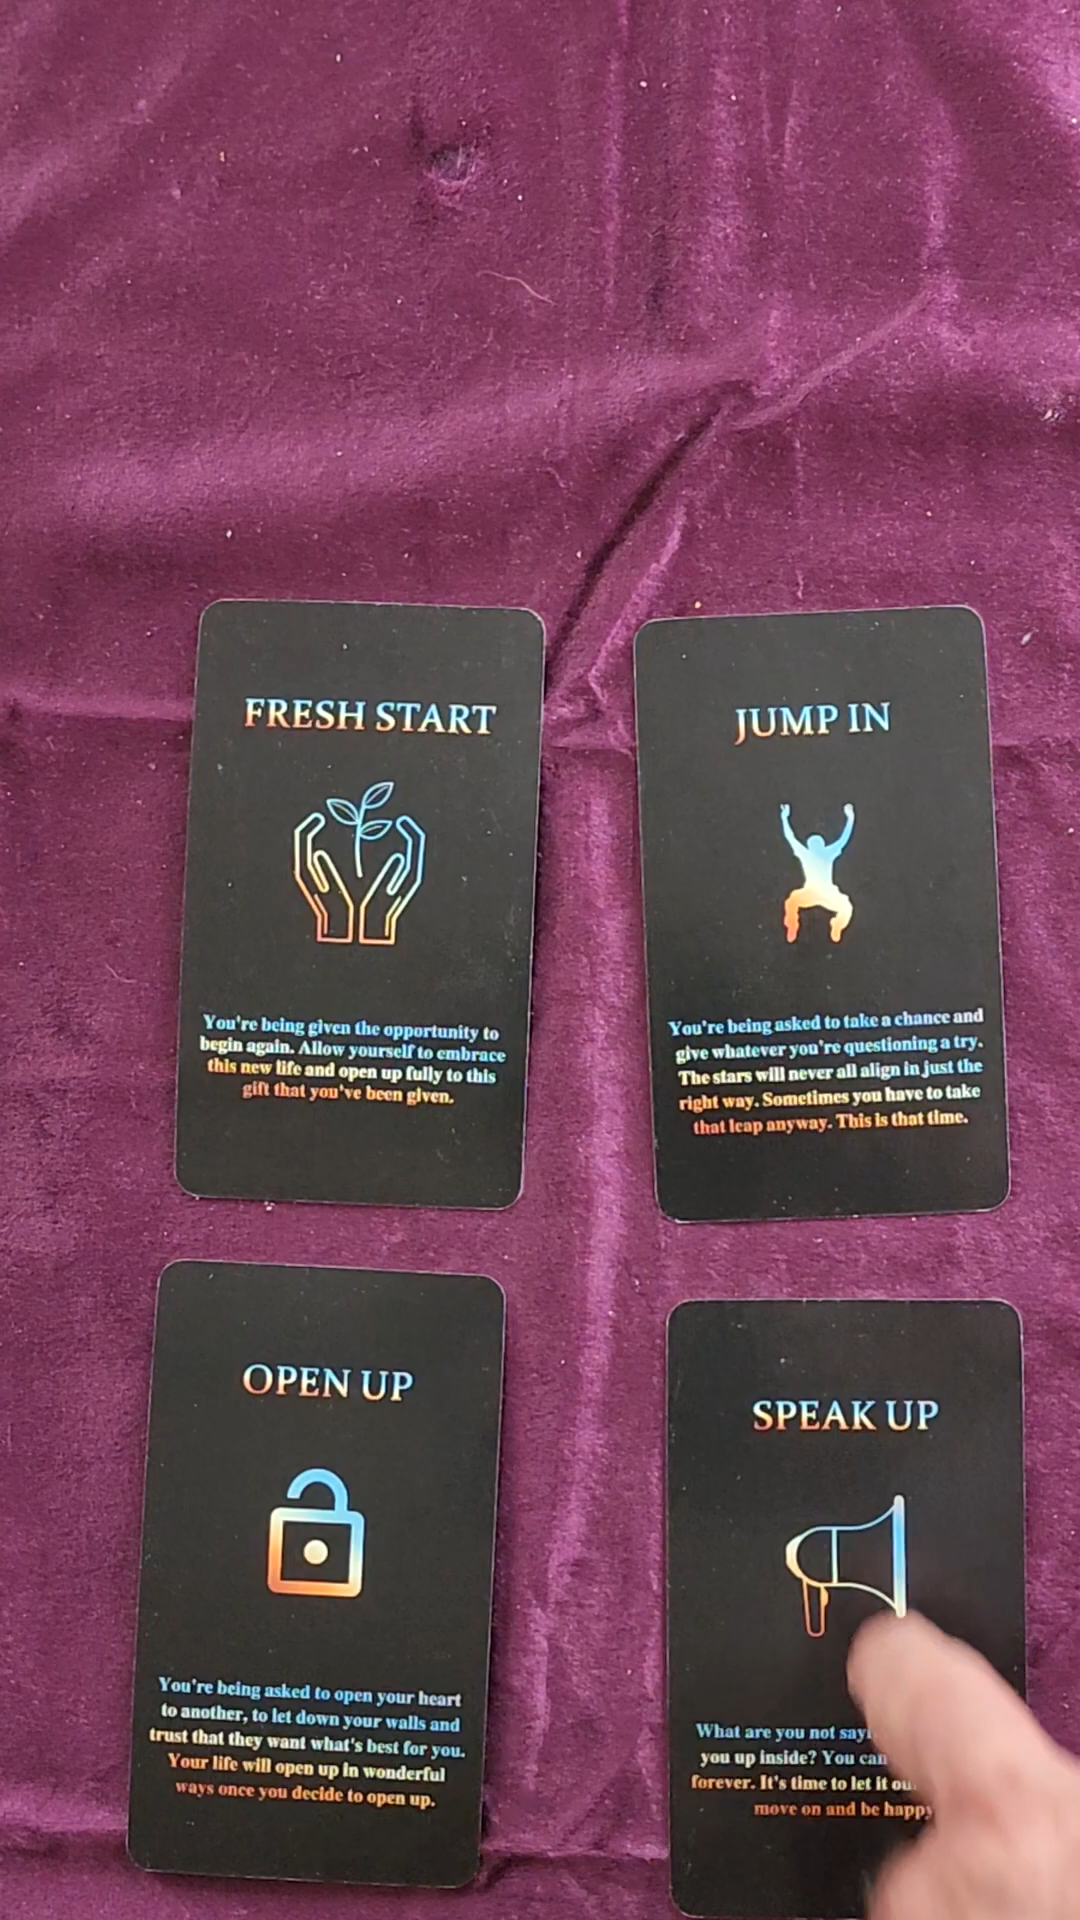 FRESH START
You're being given the opportunity to
begin again. Allow yourself to embrace
this new life and open up fully to this
gift that you've been given.
JUMP IN
You're being asked to take a chance and
give whatever you're questioning a try.
The stars will never all align in just the
right way. Sometimes you have to take
that leap anyway. This is that time.
OPEN UP
You're being asked to open your heart
to another, to let down your walls and
trust that they want what's best for you.
Your life will open up in wonderful
ways once you decide to open up.
SPEAK UP
What are you not
you up inside? You
forever. It's time to let it
move on and be happy